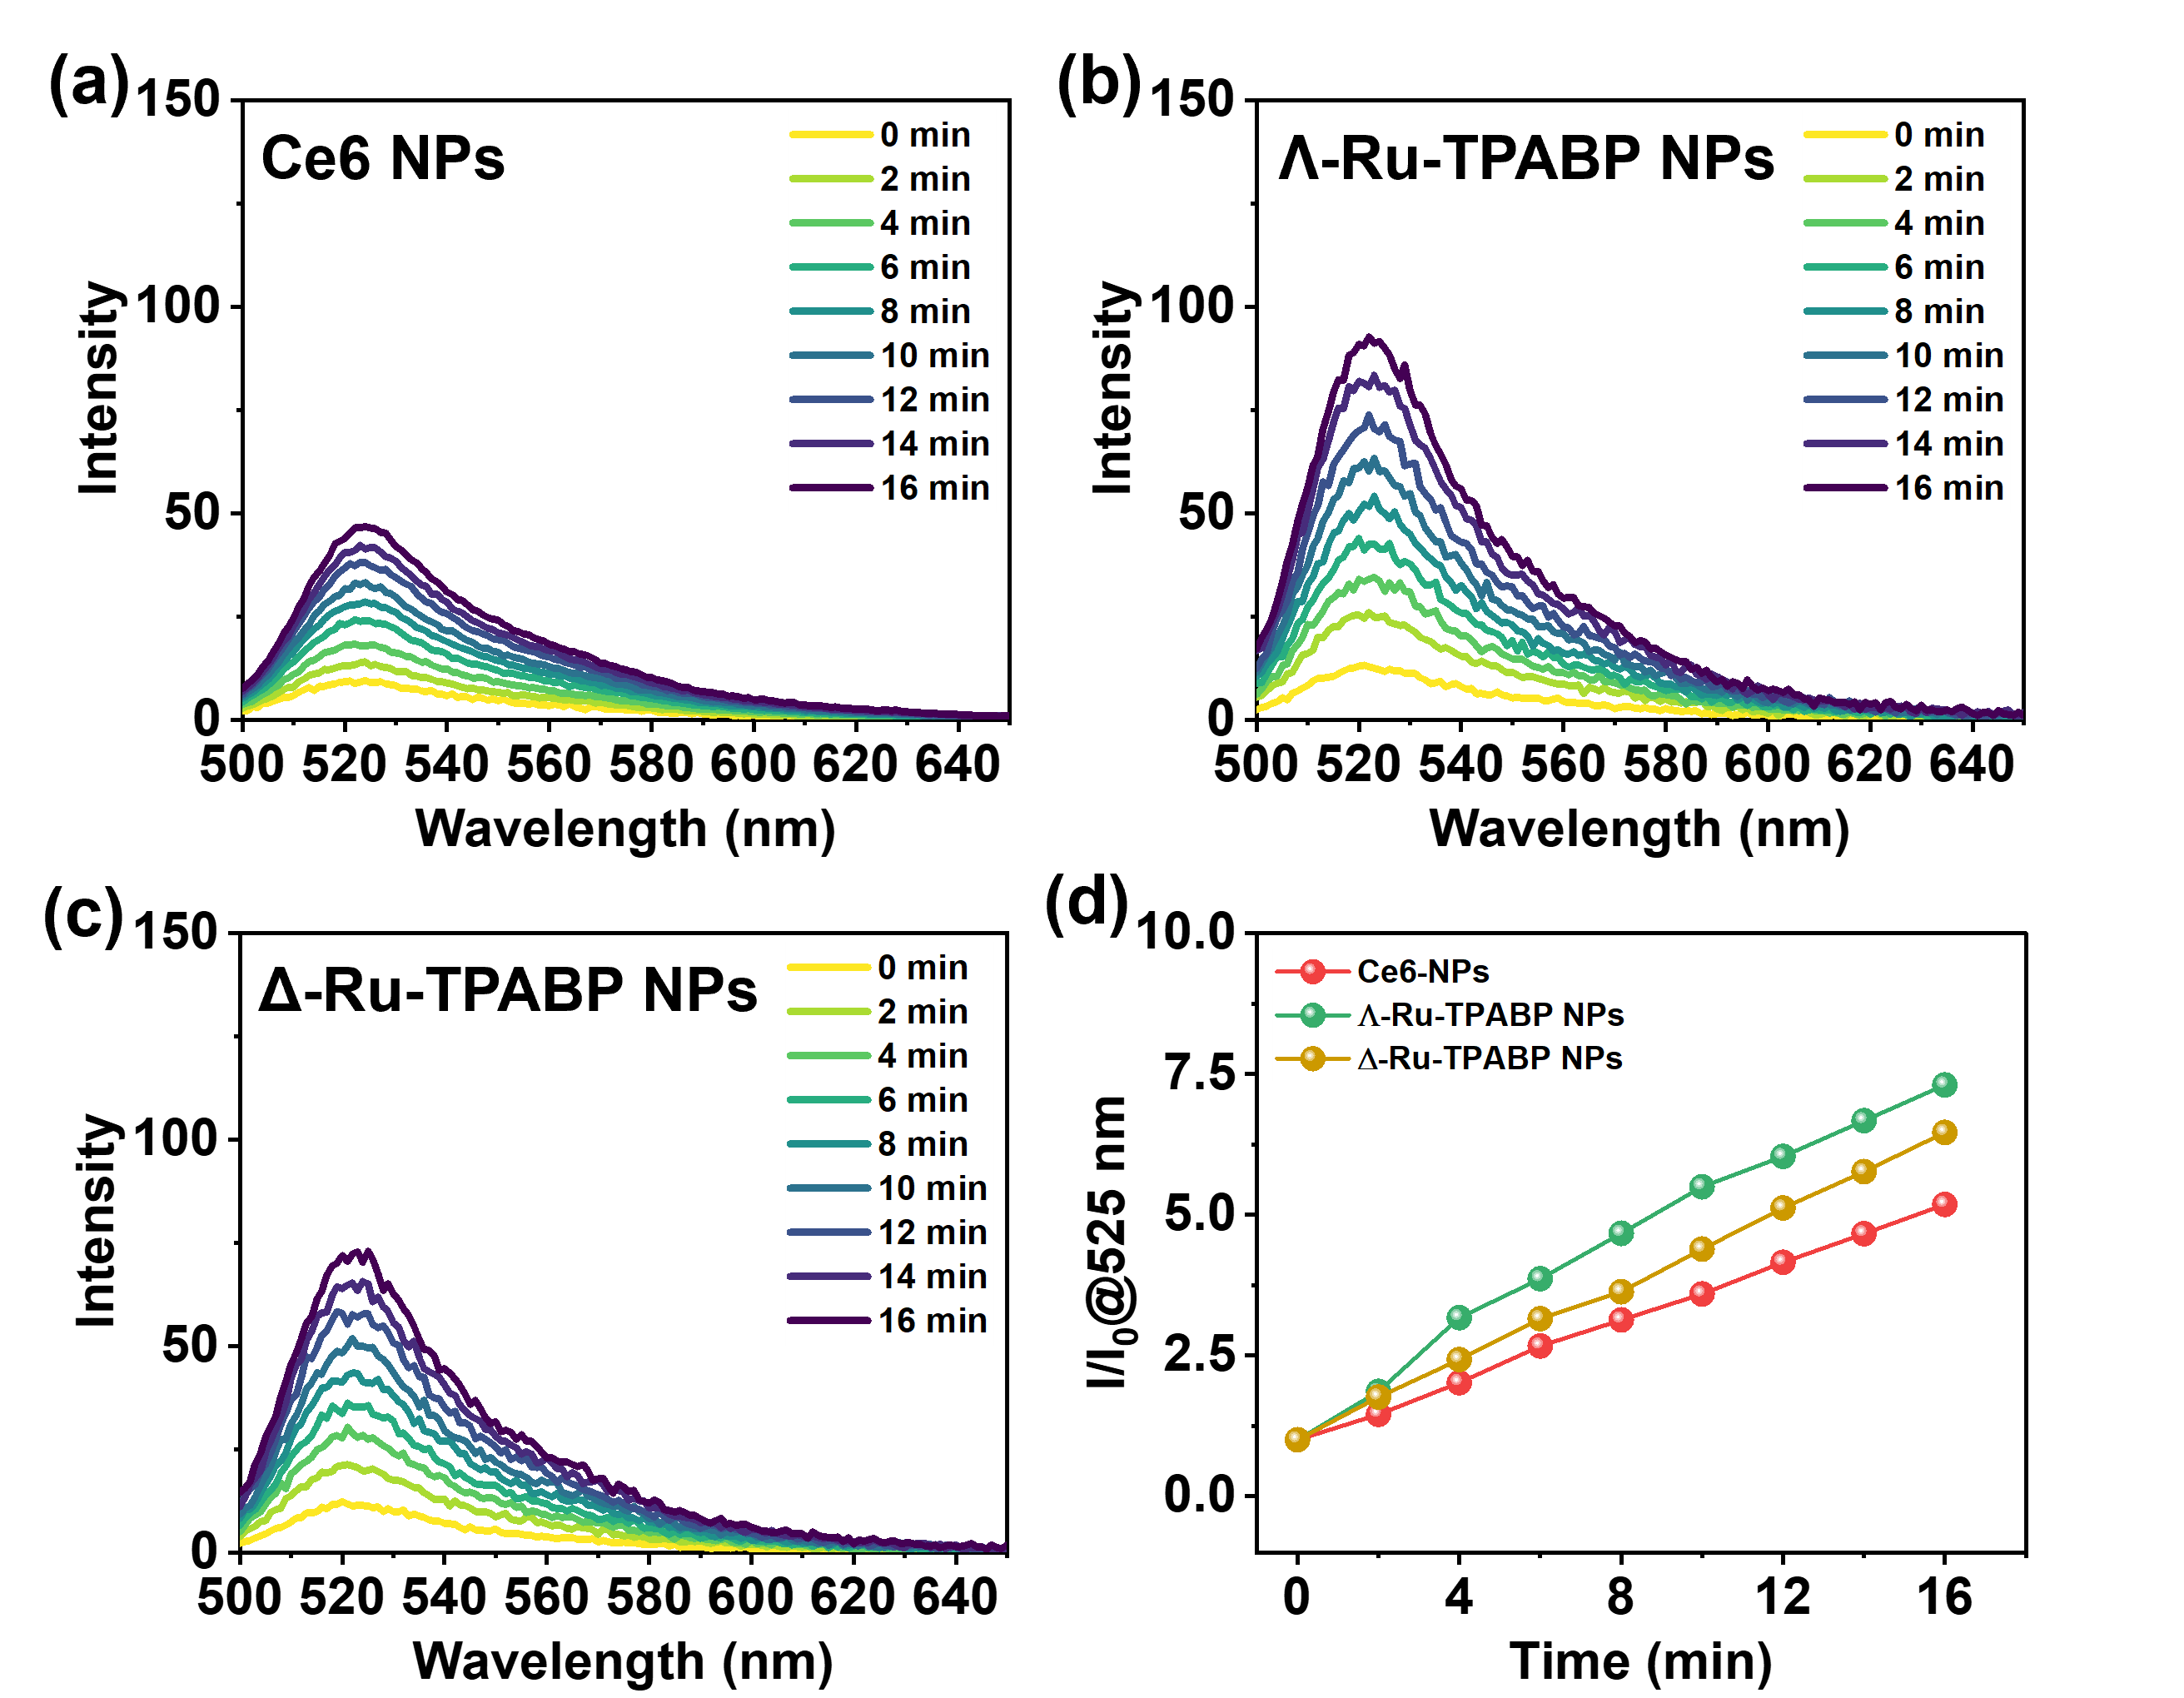 (a)
Ce6 NPs
150
100
50
0
Intensity
0 min
2 min
4 min
6 min
8 min
10 min
12 min
14 min
16 min
500 520 540 560 580 600 620 640
Wavelength (nm)
(b)
Λ-Ru-TPABP NPs
150
100
50
0
Intensity
0 min
2 min
4 min
6 min
8 min
10 min
12 min
14 min
16 min
500 520 540 560 580 600 620 640
Wavelength (nm)
(c)
Δ-Ru-TPABP NPs
150
100
50
0
Intensity
0 min
2 min
4 min
6 min
8 min
10 min
12 min
14 min
16 min
500 520 540 560 580 600 620 640
Wavelength (nm)
(d)
10.0
7.5
5.0
2.5
0.0
I/I₀@525 nm
Ce6-NPs
Λ-Ru-TPABP NPs
Δ-Ru-TPABP NPs
0 4 8 12 16
Time (min)